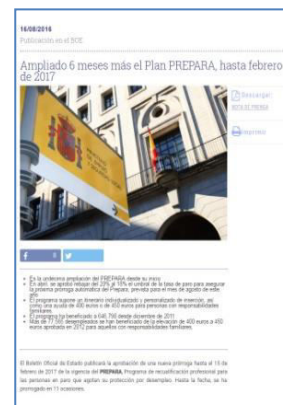 16/08/2016
Publicación en el BOE
Ampliado 6 meses más el Plan PREPARA, hasta febrero
de 2017
Descargar:
NOTA DE PRENSA
Imprimir
Es la undécima ampliación del PREPARA desde su inicio
En abril, se aprobó rebajar del 20% al 18% el umbral de la tasa de paro para asegurar
la próxima prórroga automática del Prepara, prevista para el mes de agosto de este
año
El programa supone un itinerario individualizado y personalizado de inserción, así
como una ayuda de 400 euros o de 450 euros para personas con responsabilidades
familiares
El programa ha beneficiado a
desde diciembre de 2011
Más de
desempleados se han beneficiado de la elevación de 400 euros a 450
euros aprobada en 2012 para aquellos con responsabilidades familiares.
El Boletín Oficial de Estado publicará la aprobación de una nueva prórroga hasta el 15 de
febrero de 2017 de la vigencia del PREPARA, Programa de recualificación profesional para
las personas en paro que agotan su protección por desempleo. Hasta la fecha, se ha
prorrogado en 11 ocasiones.